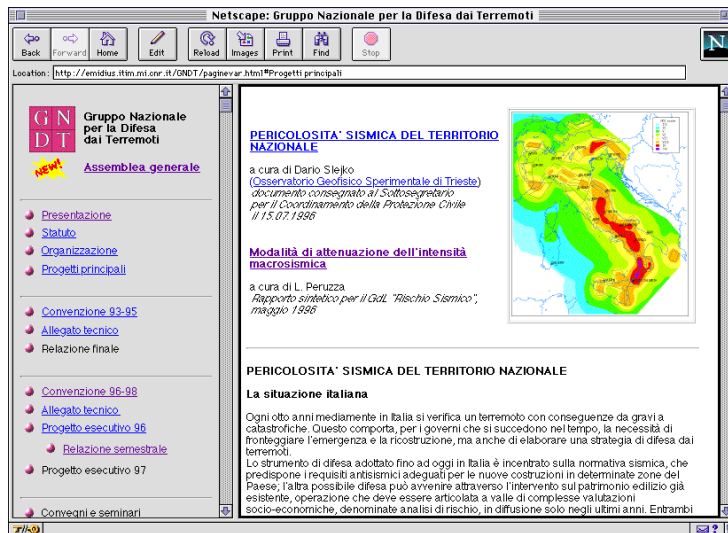 Netscape: Gruppo Nazionale per la Difesa dai Terremoti
Back Forward Home Edit Reload Images Print Find Stop
N
Location: http://emidius.itim.mi.cnr.it/GNDT/paginevar.html#Progetti principali
G N
D T
Gruppo Nazionale
per la Difesa
dai Terremoti
NEW!
Assemblea generale
Presentazione
Statuto
Organizzazione
Progetti principali
Convenzione 93-95
Allegato tecnico
Relazione finale
Convenzione 96-98
Allegato tecnico
Progetto esecutivo 96
Relazione semestrale
Progetto esecutivo 97
Convegni e seminari
PERICOLOSITA' SISMICA DEL TERRITORIO
NAZIONALE
a cura di Dario Slejko
(Osservatorio Geofisico Sperimentale di Trieste)
documento consegnato al Sottosegretario
per il Coordinamento della Protezione Civile
il 15.07.1996
Modalità di attenuazione dell'intensità
macrosismica
a cura di L. Peruzza
Rapporto sintetico per il GdL "Rischio Sismico",
maggio 1996
PERICOLOSITA' SISMICA DEL TERRITORIO NAZIONALE
La situazione italiana
Ogni otto anni mediamente in Italia si verifica un terremoto con conseguenze da gravi a
catastrofiche. Questo comporta, per i governi che si succedono nel tempo, la necessità di
fronteggiare l'emergenza e la ricostruzione, ma anche di elaborare una strategia di difesa dai
terremoti.
Lo strumento di difesa adottato fino ad oggi in Italia è incentrato sulla normativa sismica, che
predispone i requisiti antisismici adeguati per le nuove costruzioni in determinate zone del
Paese; l'altra possibile difesa può avvenire attraverso l'intervento sul patrimonio edilizio già
esistente, operazione che deve essere articolata a valle di complesse valutazioni
socio-economiche, denominate analisi di rischio, in diffusione solo negli ultimi anni. Entrambi